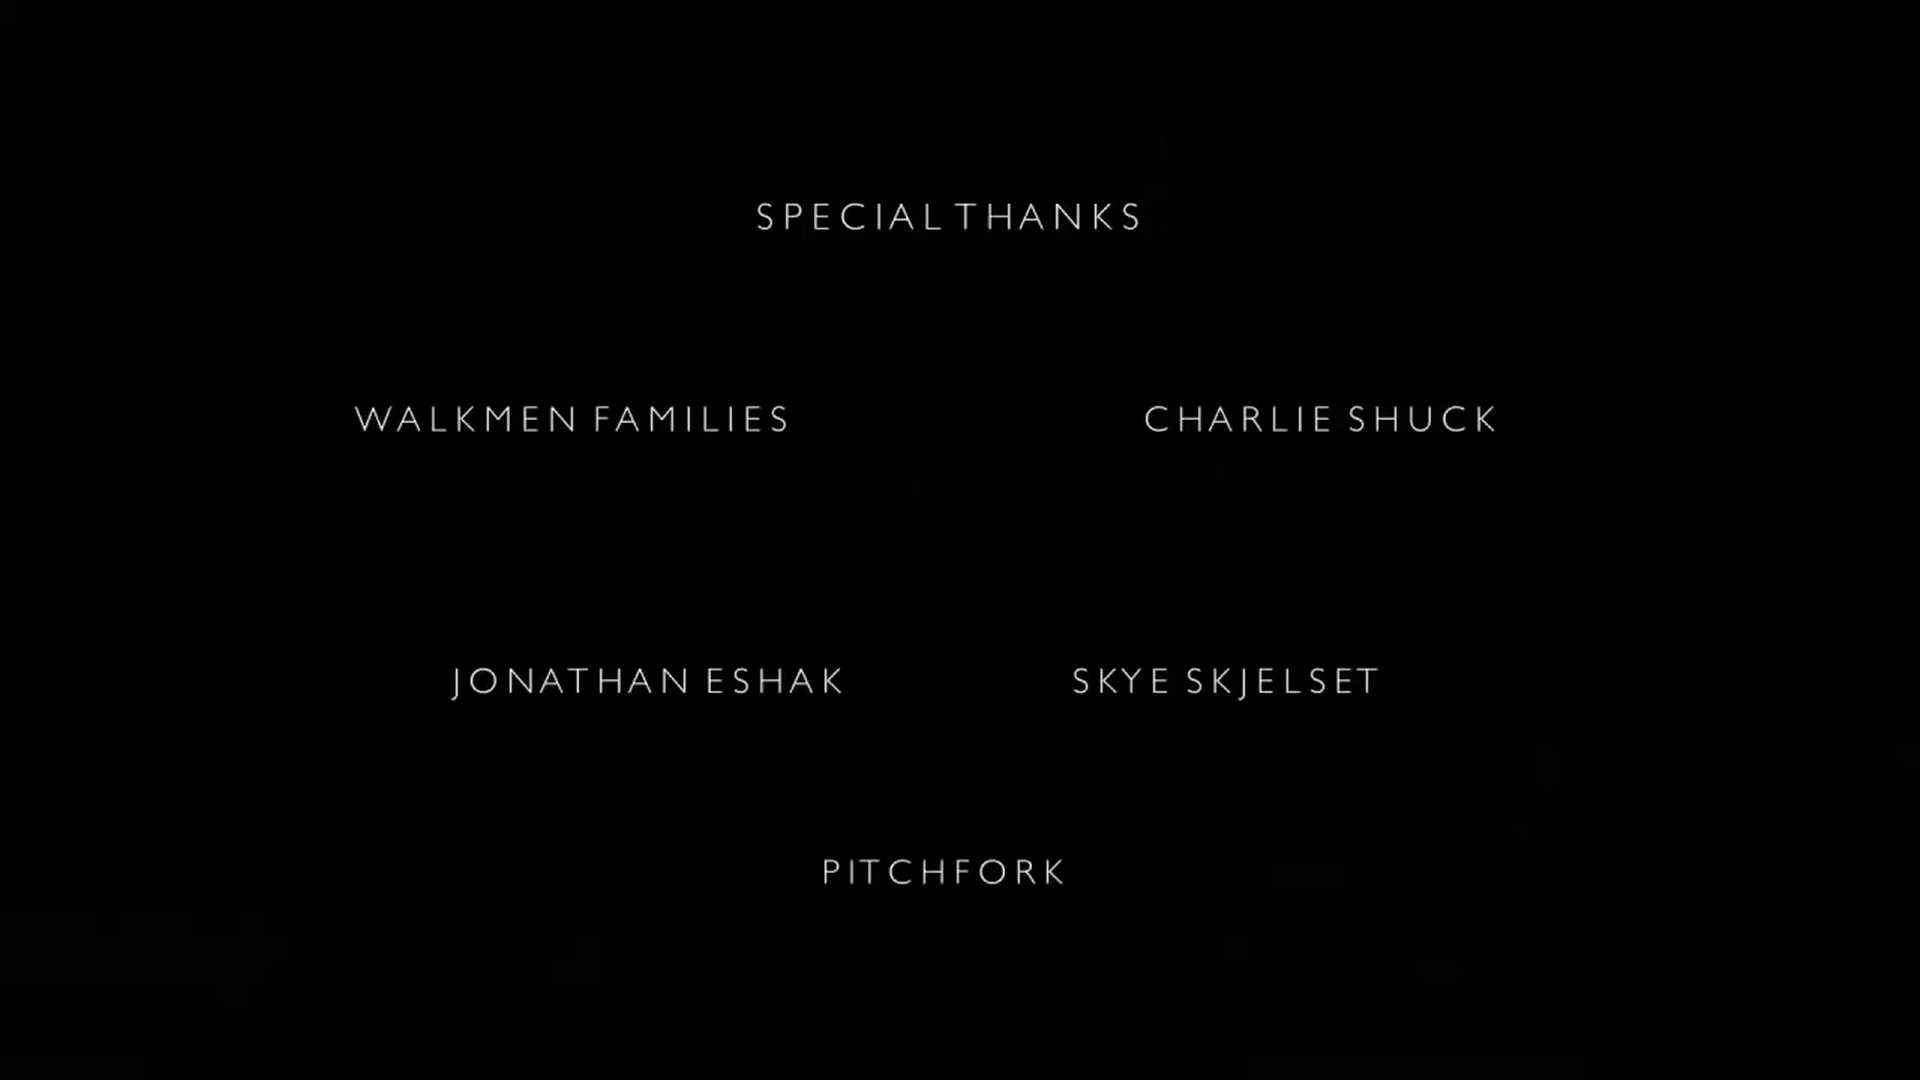 SPECIAL THANKS
WALKMEN FAMILIES
CHARLIE SHUCK
JONATHAN ESHAK
SKYE SKJELSET
PITCHFORK